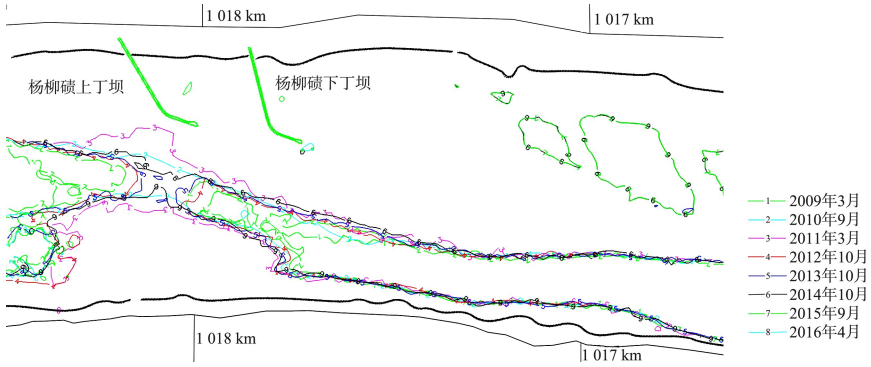 1 018 km
1 017 km
杨柳碛上丁坝
杨柳碛下丁坝
1 2009年3月
2 2010年9月
3 2011年3月
4 2012年10月
5 2013年10月
6 2014年10月
7 2015年9月
8 2016年4月
1 018 km
1 017 km